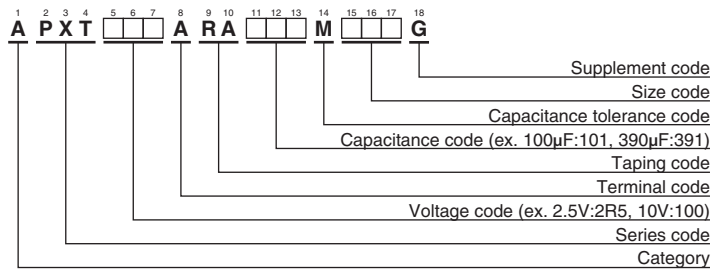 1 2 3 4 5 6 7 8 9 10 11 12 13 14 15 16 17 18
A P X T A R A M G
Supplement code
Size code
Capacitance tolerance code
Capacitance code (ex. 100µF:101, 390µF:391)
Taping code
Terminal code
Voltage code (ex. 2.5V:2R5, 10V:100)
Series code
Category